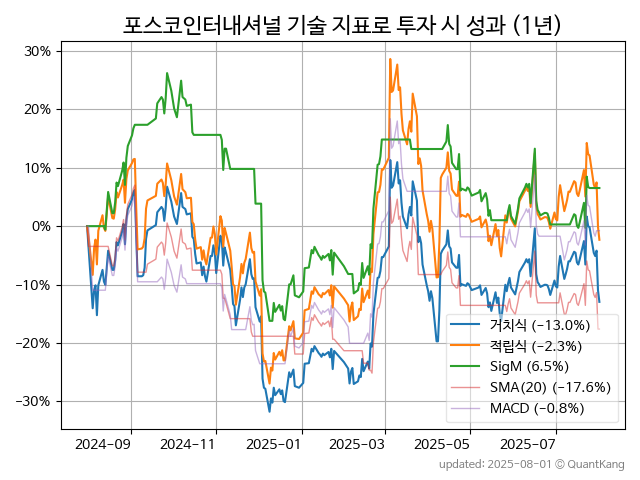 포스코인터내셔널 기술 지표로 투자 시 성과 (1년)
30%
20%
10%
0%
−10%
−20%
−30%
거치식 (−13.0%)
적립식 (−2.3%)
SigM (6.5%)
SMA(20) (−17.6%)
MACD (−0.8%)
2024-09 2024-11 2025-01 2025-03 2025-05 2025-07
updated: 2025-08-01 © QuantKang